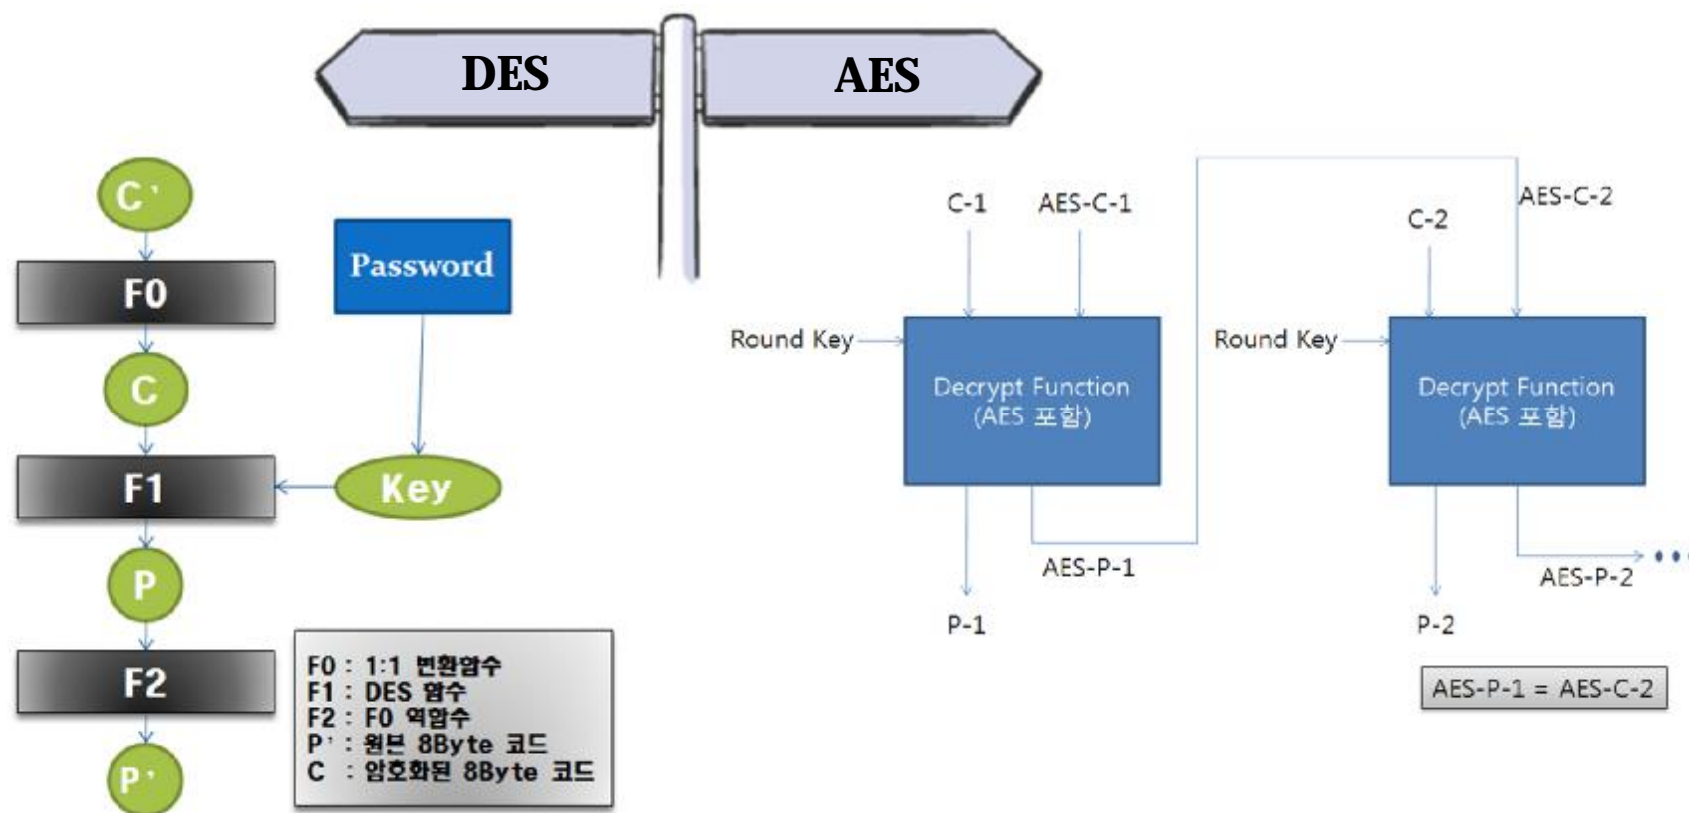 DES
AES
C'
F0
C
F1
P
F2
P'
Password
Key
F0 : 1:1 변환함수
F1 : DES 함수
F2 : F0 역함수
P' : 원본 8Byte 코드
C : 암호화된 8Byte 코드
C-1
AES-C-1
Round Key
Decrypt Function
(AES 포함)
AES-P-1
P-1
C-2
AES-C-2
Round Key
Decrypt Function
(AES 포함)
AES-P-2
P-2
AES-P-1 = AES-C-2